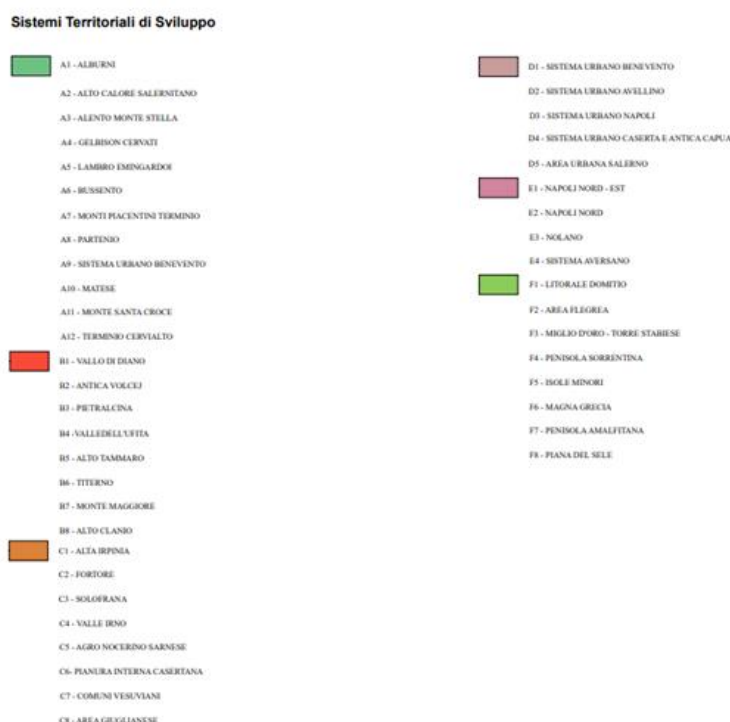 Sistemi Territoriali di Sviluppo
A1 - ALBURNI
A2 - ALTO CALORE SALERNITANO
A3 - ALENTO MONTE STELLA
A4 - GELBISON CERVATI
A5 - LAMBRO EMINGARDOI
A6 - BUSSENTO
A7 - MONTI PIACENTINI TERMINIO
A8 - PARTENIO
A9 - SISTEMA URBANO BENEVENTO
A10 - MATESE
A11 - MONTE SANTA CROCE
A12 - TERMINIO CERVIALTO
B1 - VALLO DI DIANO
B2 - ANTICA VOLCEJ
B3 - PIETRALCINA
B4 -VALLEDELL'UFITA
B5 - ALTO TAMMARO
B6 - TITERNO
B7 - MONTE MAGGIORE
B8 - ALTO CLANIO
C1 - ALTA IRPINIA
C2 - FORTORE
C3 - SOLOFRANA
C4 - VALLE IRNO
C5 - AGRO NOCERINO SARNESE
C6- PIANURA INTERNA CASERTANA
C7 - COMUNI VESUVIANI
C8 - AREA GIUGLIANESE
D1 - SISTEMA URBANO BENEVENTO
D2 - SISTEMA URBANO AVELLINO
D3 - SISTEMA URBANO NAPOLI
D4 - SISTEMA URBANO CASERTA E ANTICA CAPUA
D5 - AREA URBANA SALERNO
E1 - NAPOLI NORD - EST
E2 - NAPOLI NORD
E3 - NOLANO
E4 - SISTEMA AVERSANO
F1 - LITORALE DOMITIO
F2 - AREA FLEGREA
F3 - MIGLIO D'ORO - TORRE STABIESE
F4 - PENISOLA SORRENTINA
F5 - ISOLE MINORI
F6 - MAGNA GRECIA
F7 - PENISOLA AMALFITANA
F8 - PIANA DEL SELE